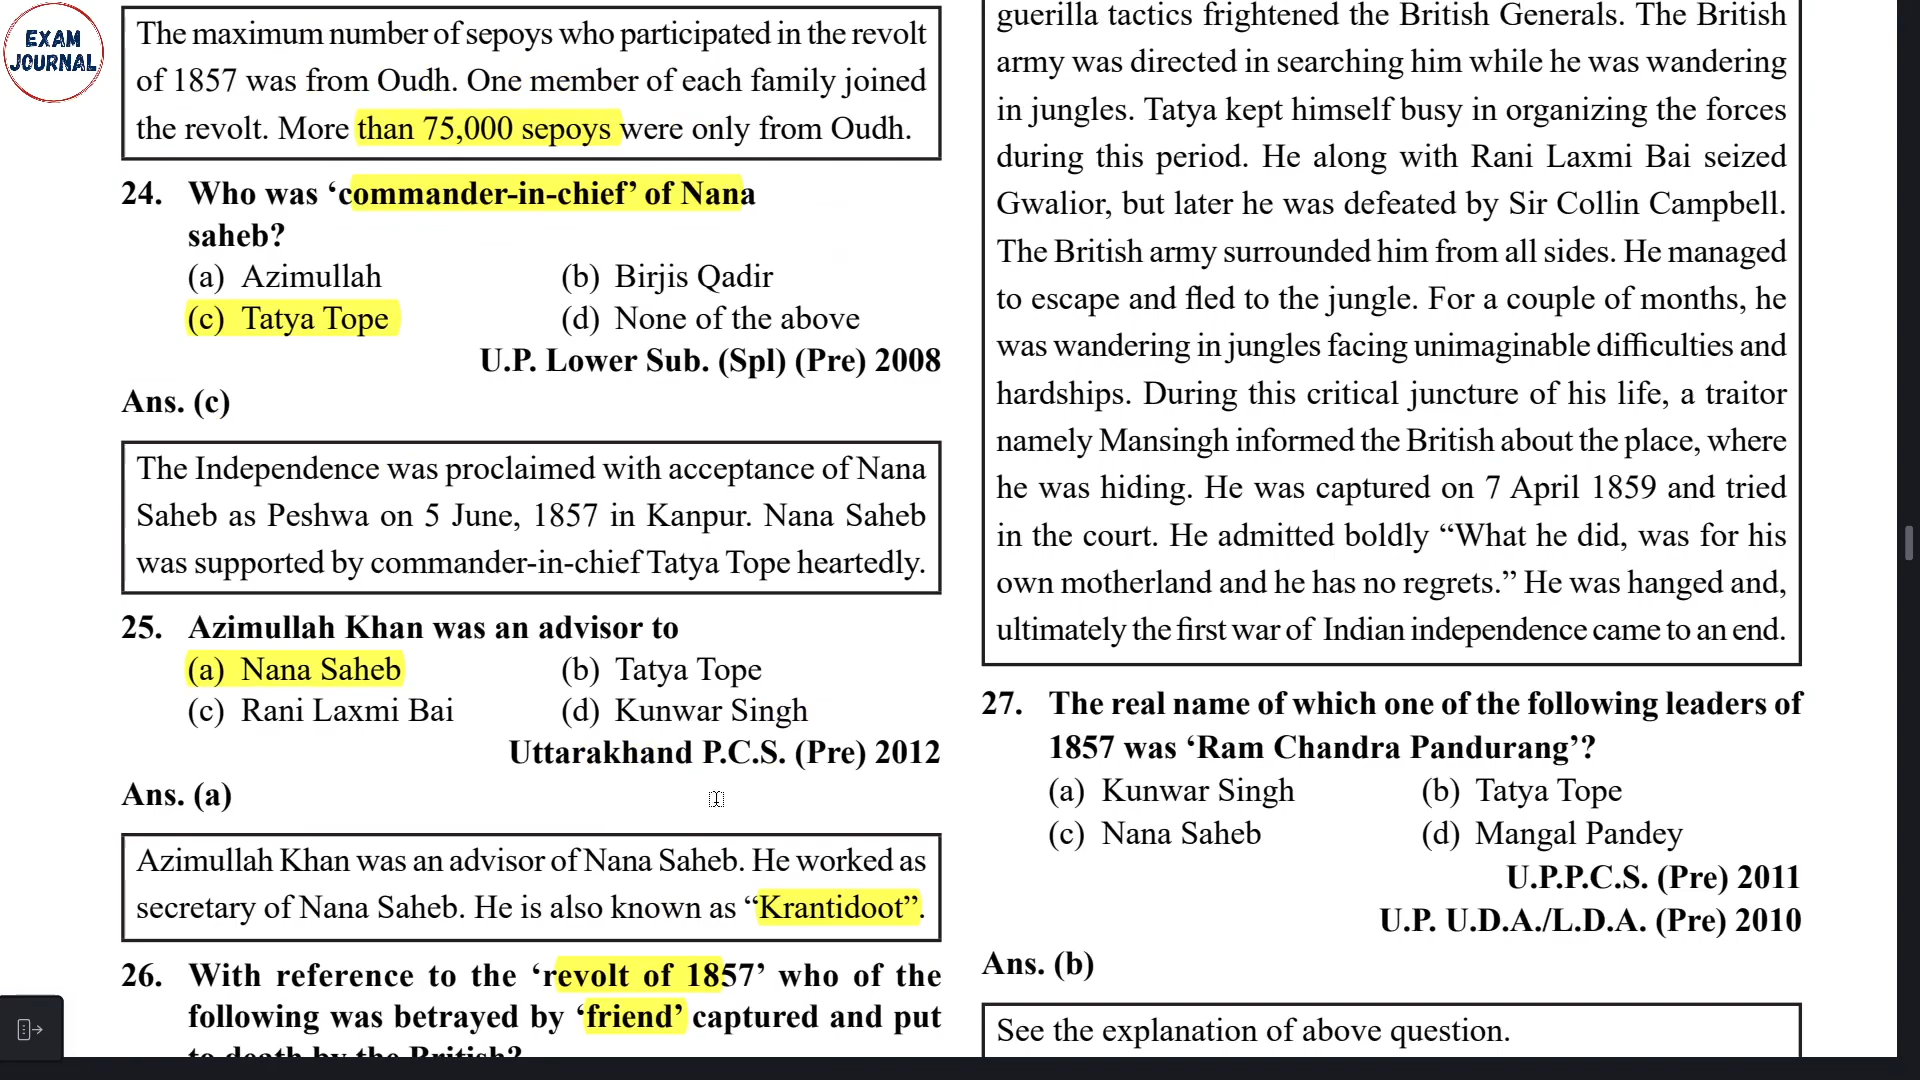 EXAM
JOURNAL
The maximum number of sepoys who participated in the revolt
of 1857 was from Oudh. One member of each family joined
the revolt. More than 75,000 sepoys were only from Oudh.
24. Who was ‘commander-in-chief’ of Nana
saheb?
(a) Azimullah (b) Birjis Qadir
(c) Tatya Tope (d) None of the above
U.P. Lower Sub. (Spl) (Pre) 2008
Ans. (c)
The Independence was proclaimed with acceptance of Nana
Saheb as Peshwa on 5 June, 1857 in Kanpur. Nana Saheb
was supported by commander-in-chief Tatya Tope heartedly.
25. Azimullah Khan was an advisor to
(a) Nana Saheb (b) Tatya Tope
(c) Rani Laxmi Bai (d) Kunwar Singh
Uttarakhand P.C.S. (Pre) 2012
Ans. (a)
Azimullah Khan was an advisor of Nana Saheb. He worked as
secretary of Nana Saheb. He is also known as “Krantidoot”.
26. With reference to the ‘revolt of 1857’ who of the
following was betrayed by ‘friend’ captured and put
to death by the British?
guerilla tactics frightened the British Generals. The British
army was directed in searching him while he was wandering
in jungles. Tatya kept himself busy in organizing the forces
during this period. He along with Rani Laxmi Bai seized
Gwalior, but later he was defeated by Sir Collin Campbell.
The British army surrounded him from all sides. He managed
to escape and fled to the jungle. For a couple of months, he
was wandering in jungles facing unimaginable difficulties and
hardships. During this critical juncture of his life, a traitor
namely Mansingh informed the British about the place, where
he was hiding. He was captured on 7 April 1859 and tried
in the court. He admitted boldly “What he did, was for his
own motherland and he has no regrets.” He was hanged and,
ultimately the first war of Indian independence came to an end.
27. The real name of which one of the following leaders of
1857 was ‘Ram Chandra Pandurang’?
(a) Kunwar Singh (b) Tatya Tope
(c) Nana Saheb (d) Mangal Pandey
U.P.P.C.S. (Pre) 2011
U.P. U.D.A./L.D.A. (Pre) 2010
Ans. (b)
See the explanation of above question.